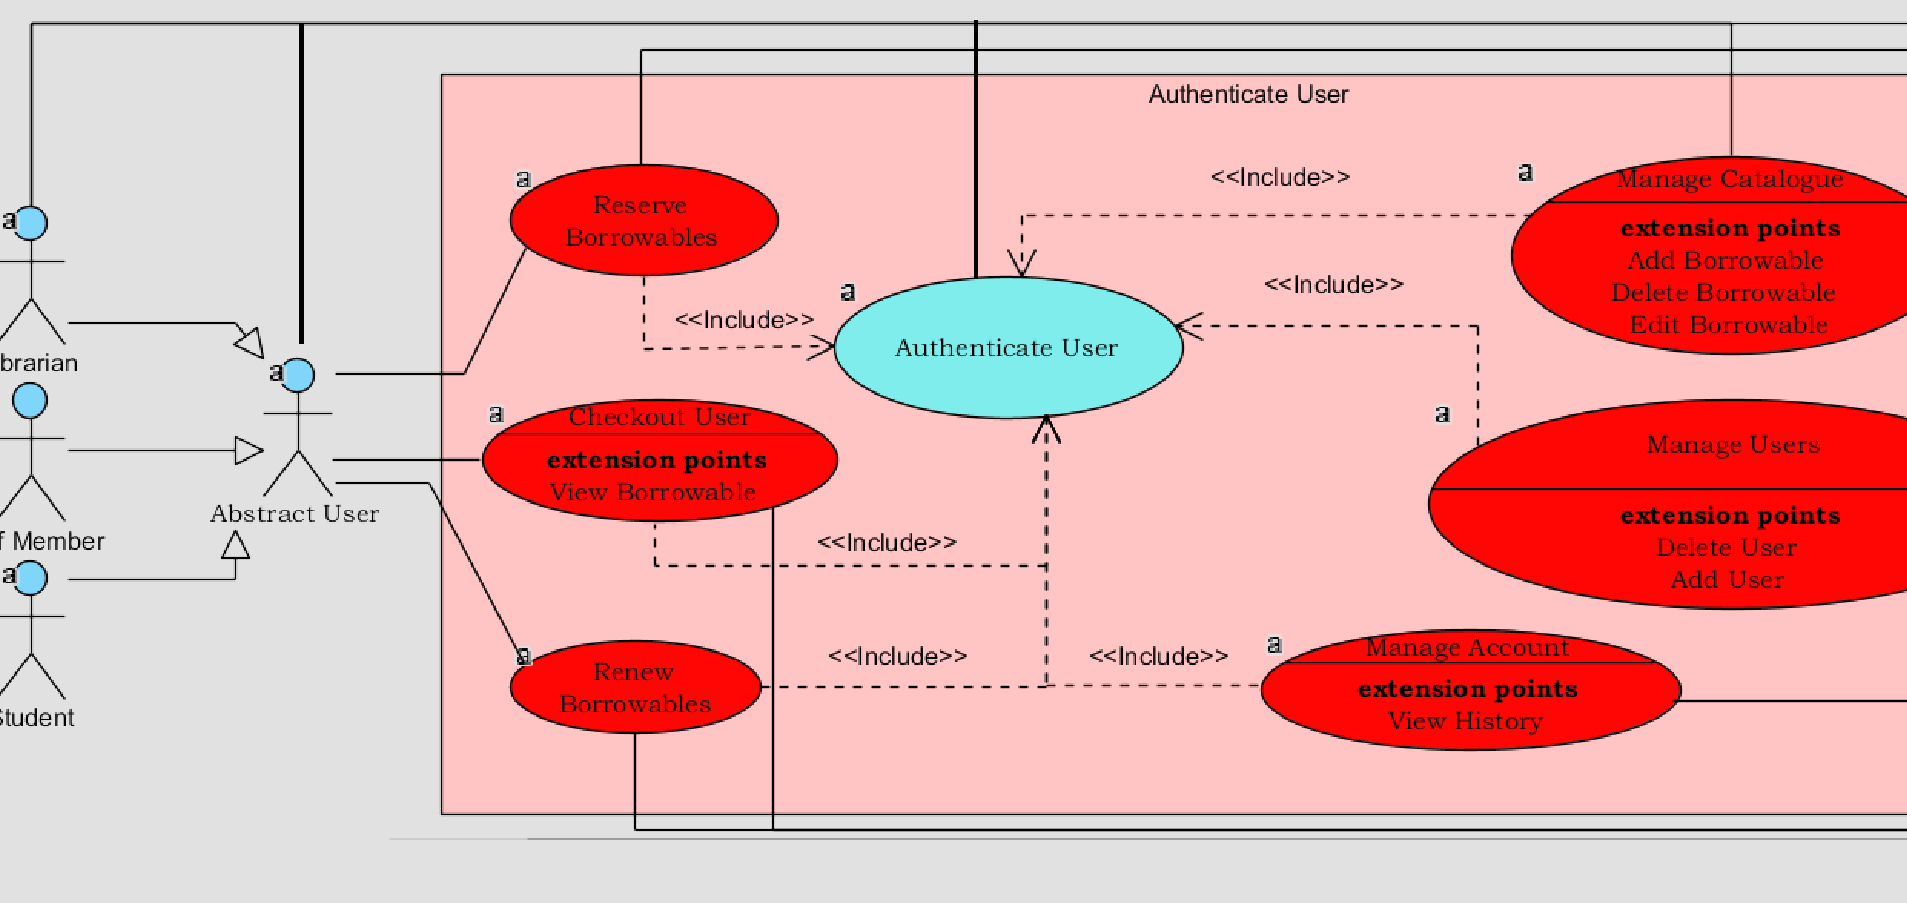 Authenticate User
a
Reserve
Borrowables
<<Include>>
a
Manage Catalogue
extension points
Add Borrowable
Delete Borrowable
Edit Borrowable
<<Include>>
a
<<Include>>
a
Authenticate User
a
brarian
a
Abstract User
f Member
a
Student
a
Checkout User
extension points
View Borrowable
<<Include>>
a
Manage Users
extension points
Delete User
Add User
a
Renew
Borrowables
<<Include>>
<<Include>>
a
Manage Account
extension points
View History